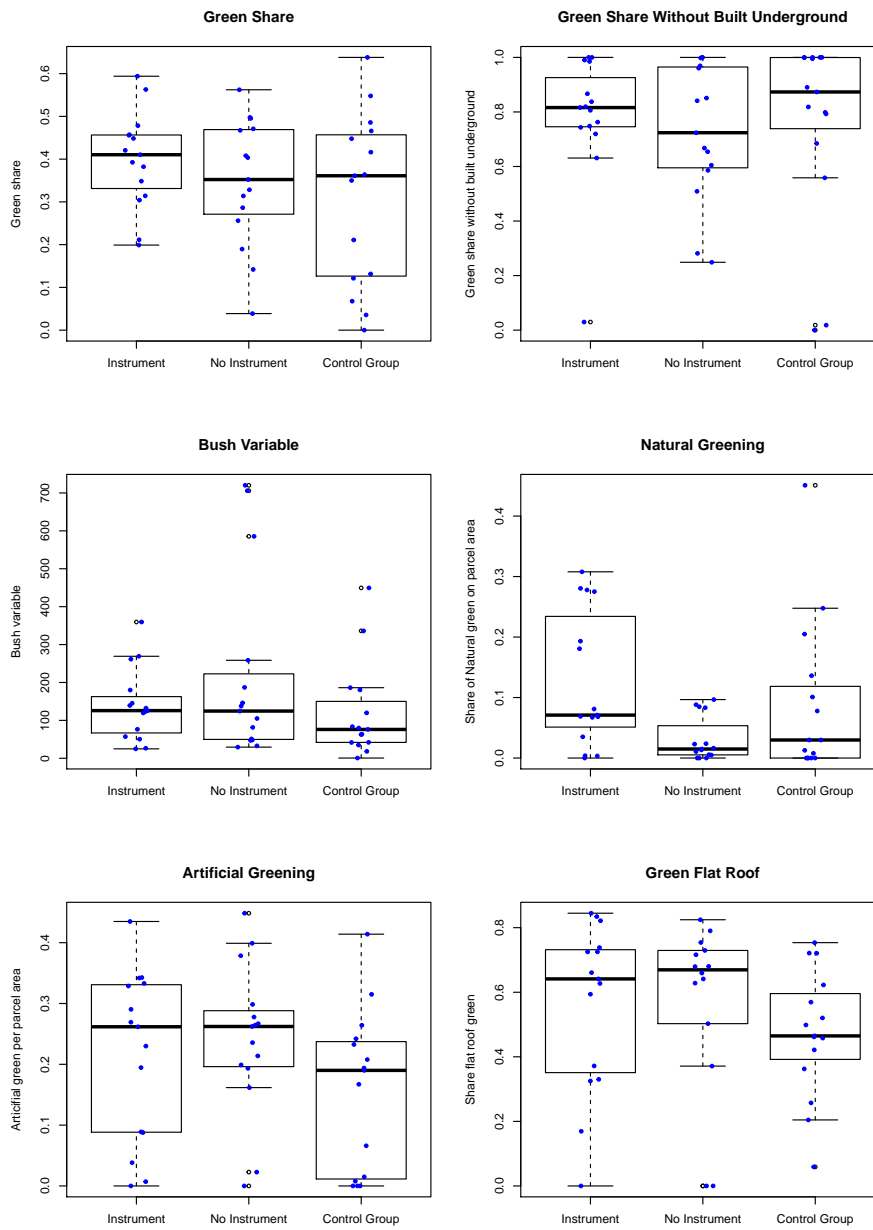 Green Share
Green share
0.0 0.1 0.2 0.3 0.4 0.5 0.6
Instrument No Instrument Control Group
Green Share Without Built Underground
Green share without built underground
0.0 0.2 0.4 0.6 0.8 1.0
Instrument No Instrument Control Group
Bush Variable
Bush variable
0 100 200 300 400 500 600 700
Instrument No Instrument Control Group
Natural Greening
Share of Natural green on parcel area
0.0 0.1 0.2 0.3 0.4
Instrument No Instrument Control Group
Artificial Greening
Articifial green per parcel area
0.0 0.1 0.2 0.3 0.4
Instrument No Instrument Control Group
Green Flat Roof
Share flat roof green
0.0 0.2 0.4 0.6 0.8
Instrument No Instrument Control Group